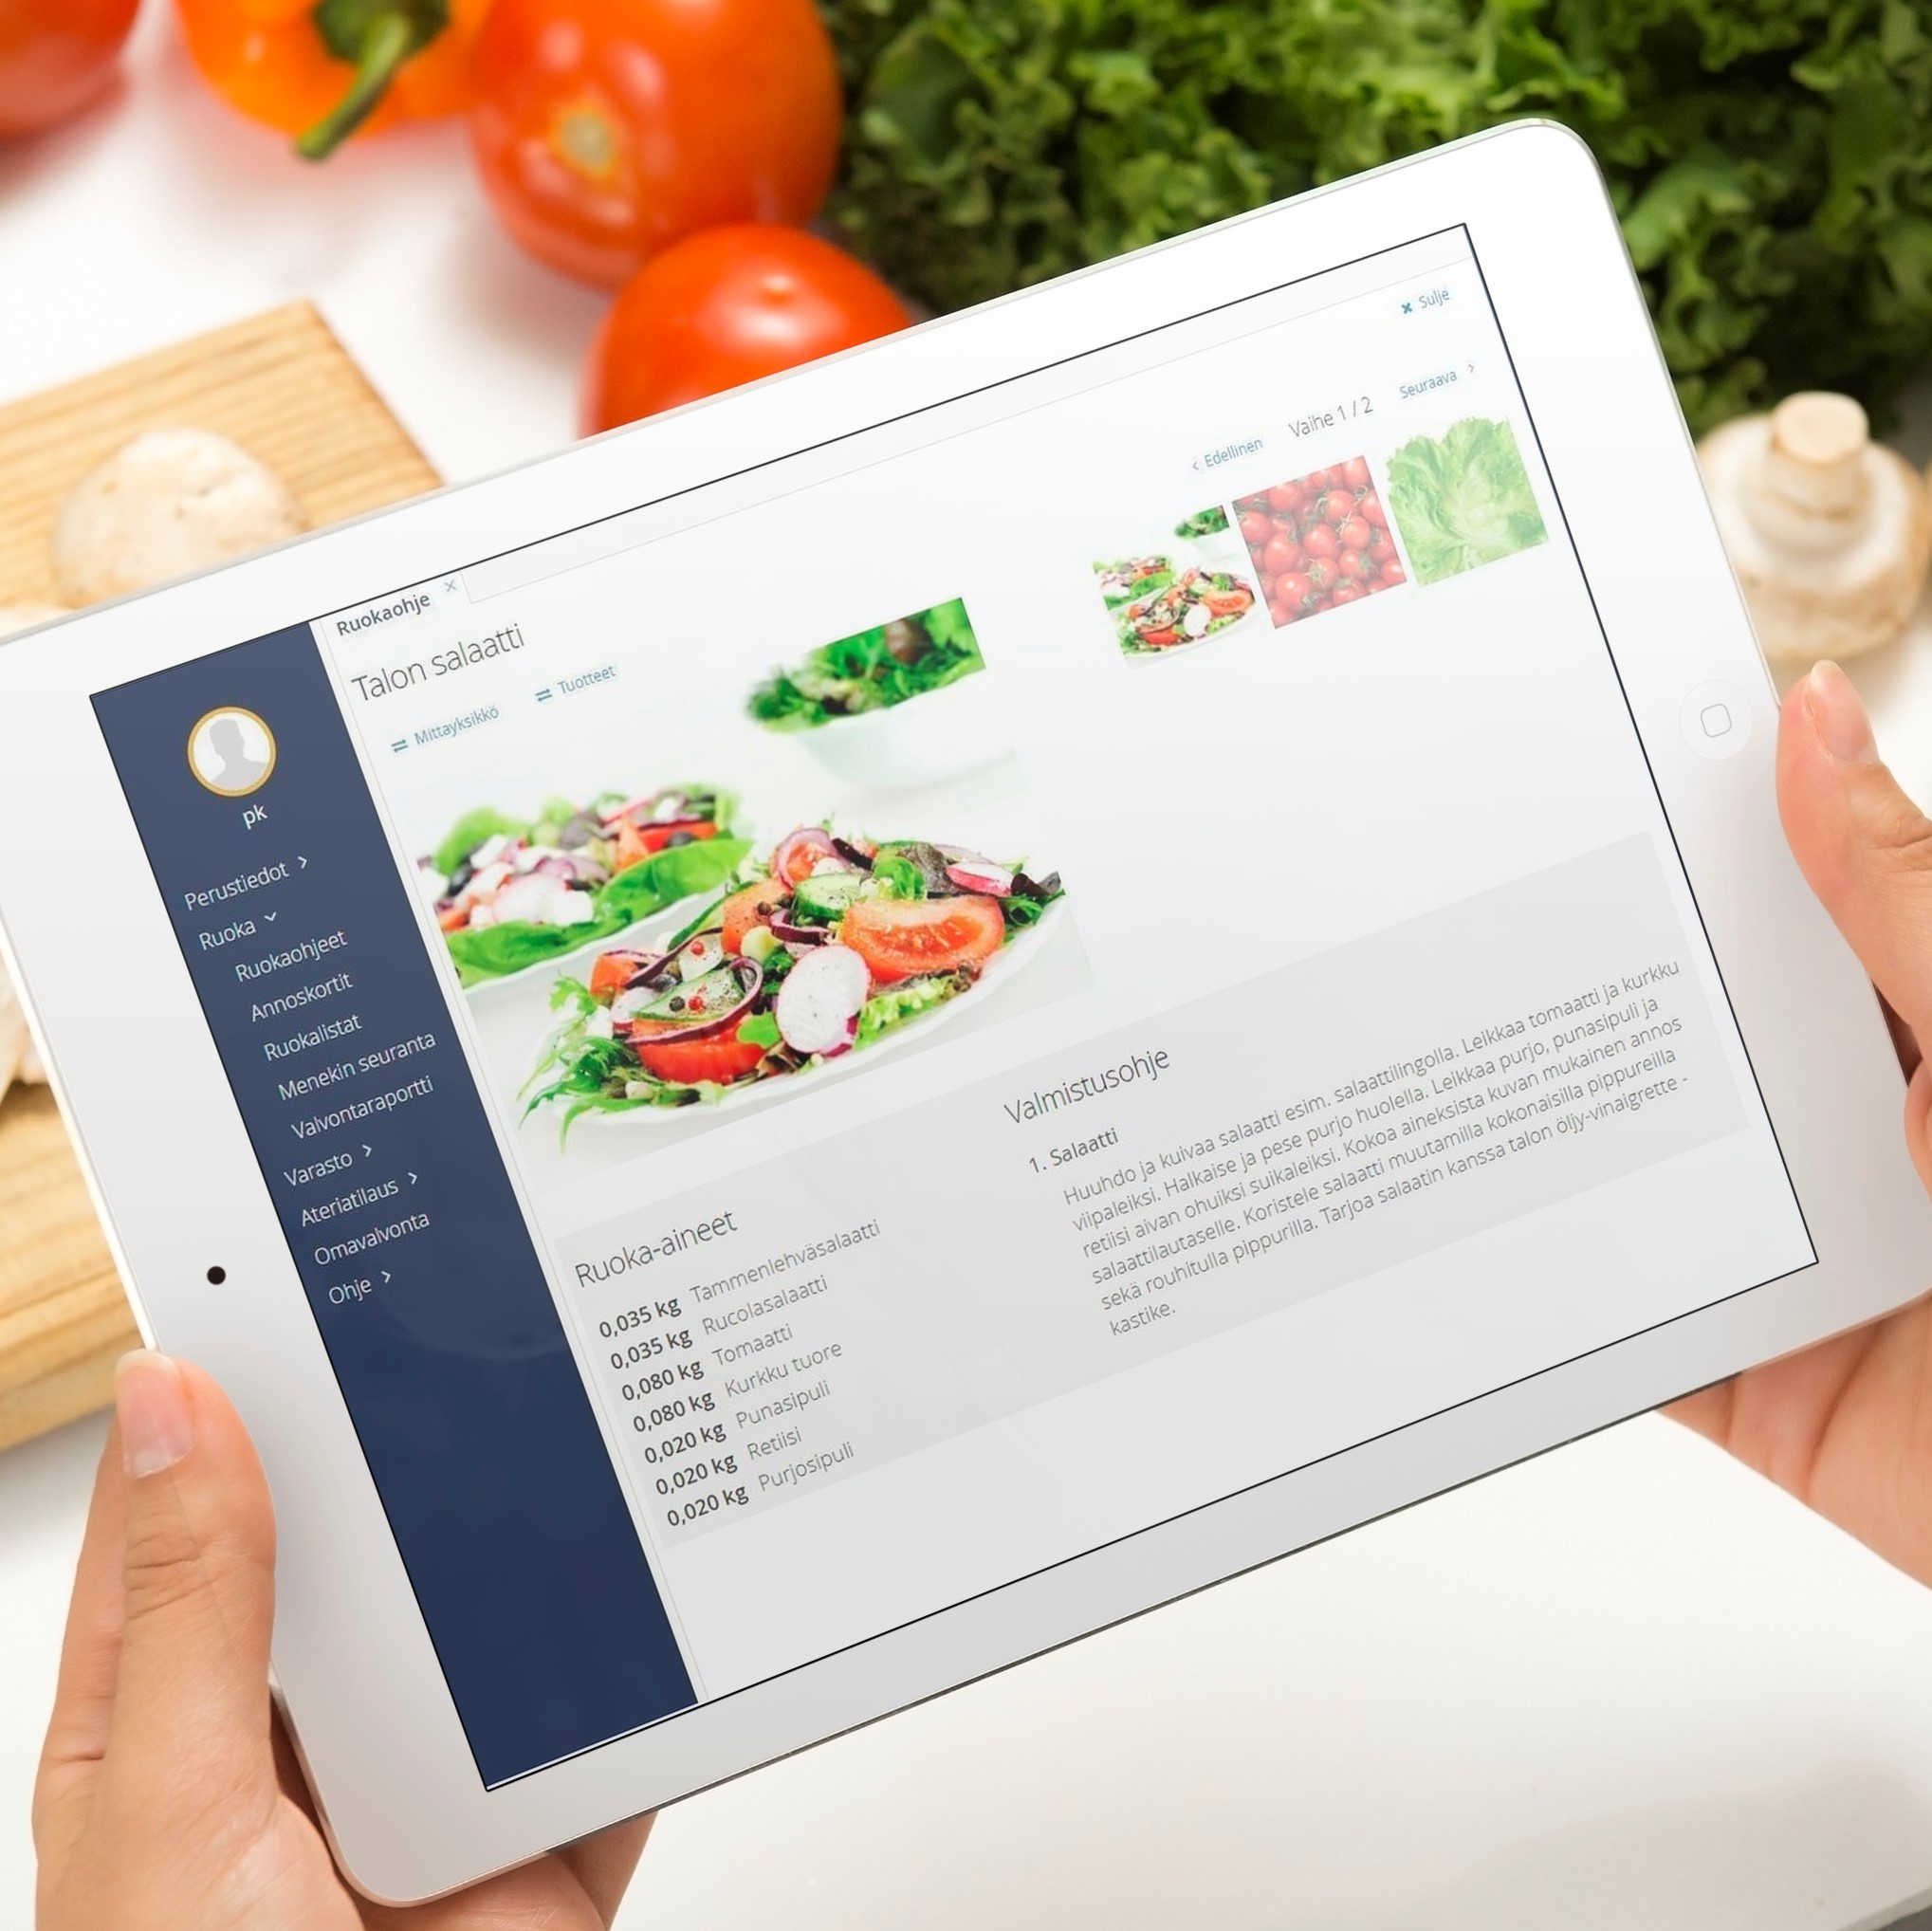 Ruokaohje ×
× Sulje
Talon salaatti
‹ Edellinen Vaihe 1 / 2 Seuraava ›
Mittayksikkö Tuotteet
pk
Perustiedot
Ruoka
Ruokaohjeet
Annoskortit
Ruokalistat
Menekin seuranta
Valvontaraportti
Varasto
Ateriatilaus
Omavalvonta
Ohje
Ruoka-aineet
0,035 kg Tammenlehväsalaatti
0,035 kg Rucolasalaatti
0,080 kg Tomaatti
0,080 kg Kurkku tuore
0,020 kg Punasipuli
0,020 kg Retiisi
0,020 kg Purjosipuli
Valmistusohje
1. Salaatti
Huuhdo ja kuivaa salaatti esim. salaattilingolla. Leikkaa tomaatti ja kurkku
viipaleiksi. Halkaise ja pese purjo huolella. Leikkaa purjo, punasipuli ja
retiisi aivan ohuiksi suikaleiksi. Kokoa aineksista kuvan mukainen annos
salaattilautaselle. Koristele salaatti muutamilla kokonaisilla pippureilla
sekä rouhitulla pippurilla. Tarjoa salaatin kanssa talon öljy-vinaigrette -
kastike.